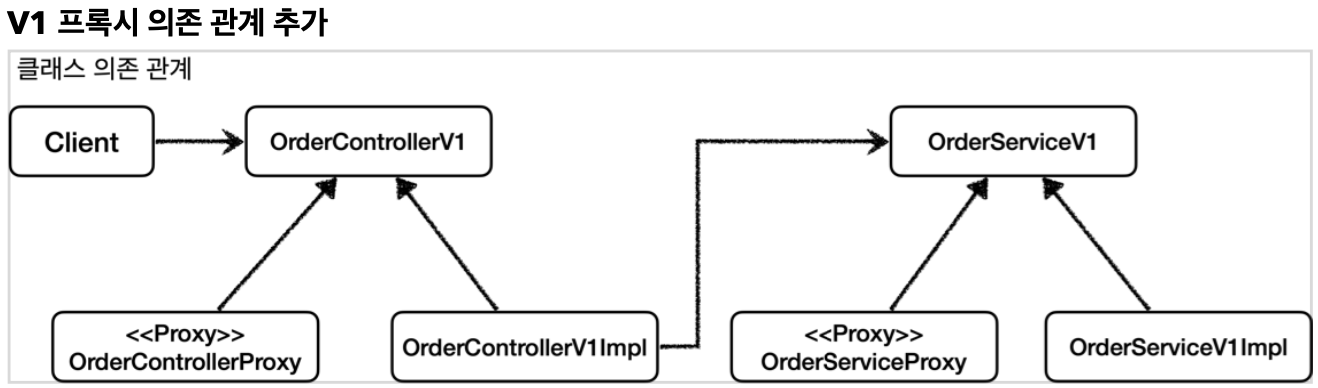 V1 프록시 의존 관계 추가
클래스 의존 관계
Client
OrderControllerV1
OrderServiceV1
<<Proxy>>
OrderControllerProxy
OrderControllerV1Impl
<<Proxy>>
OrderServiceProxy
OrderServiceV1Impl